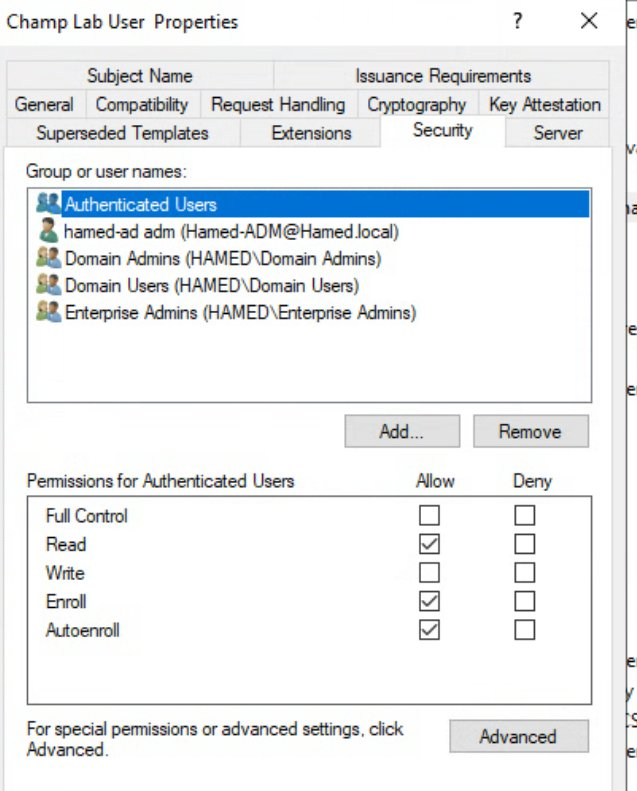 Champ Lab User Properties ?
Subject Name Issuance Requirements
General Compatibility Request Handling Cryptography Key Attestation
Superseded Templates Extensions Security Server
Group or user names:
Authenticated Users
hamed-ad adm (Hamed-ADM@Hamed.local)
Domain Admins (HAMED\Domain Admins)
Domain Users (HAMED\Domain Users)
Enterprise Admins (HAMED\Enterprise Admins)
Add... Remove
Permissions for Authenticated Users Allow Deny
Full Control
Read
Write
Enroll
Autoenroll
For special permissions or advanced settings, click
Advanced. Advanced